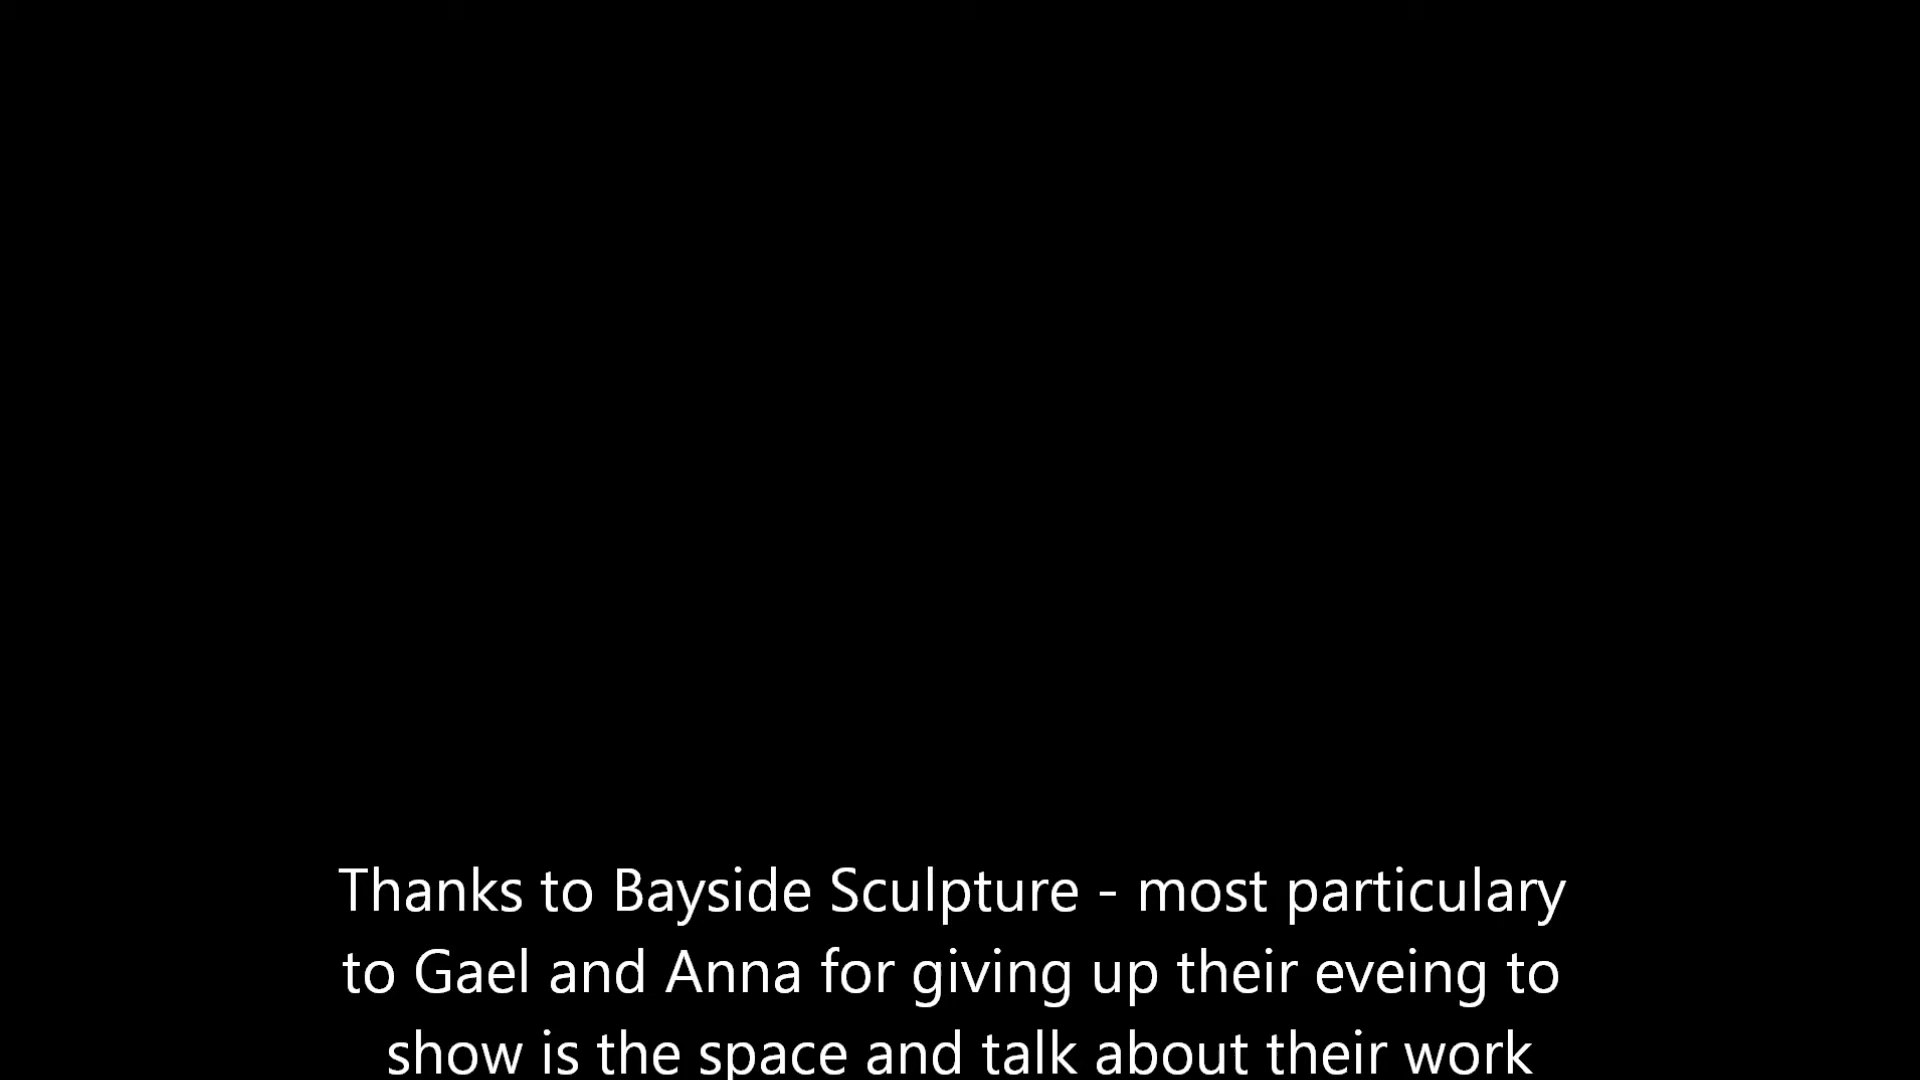 Thanks to Bayside Sculpture - most particulary
to Gael and Anna for giving up their eveing to
show is the space and talk about their work